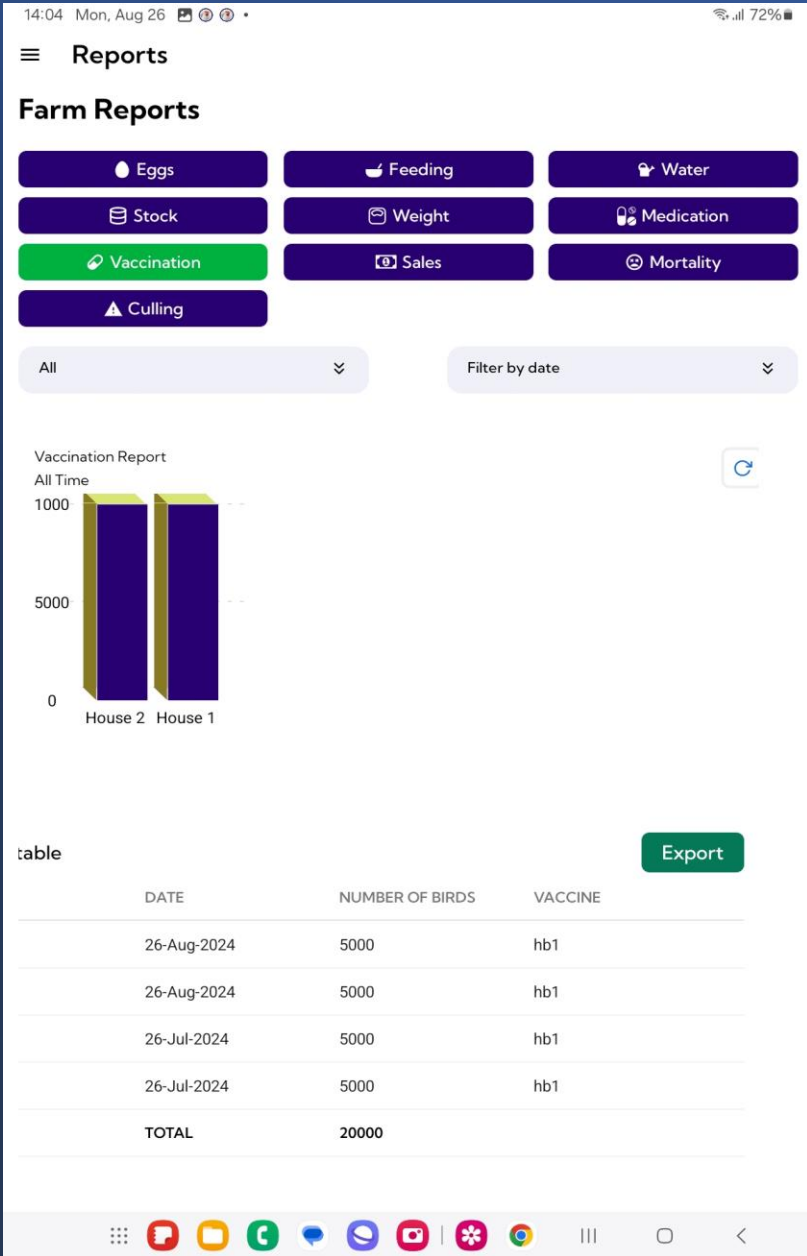 14:04 Mon, Aug 26 72%
Reports
Farm Reports
Eggs Feeding Water
Stock Weight Medication
Vaccination Sales Mortality
Culling
All Filter by date
Vaccination Report
All Time
1000
5000
0
House 2 House 1
table Export
DATE NUMBER OF BIRDS VACCINE
26-Aug-2024 5000 hb1
26-Aug-2024 5000 hb1
26-Jul-2024 5000 hb1
26-Jul-2024 5000 hb1
TOTAL 20000